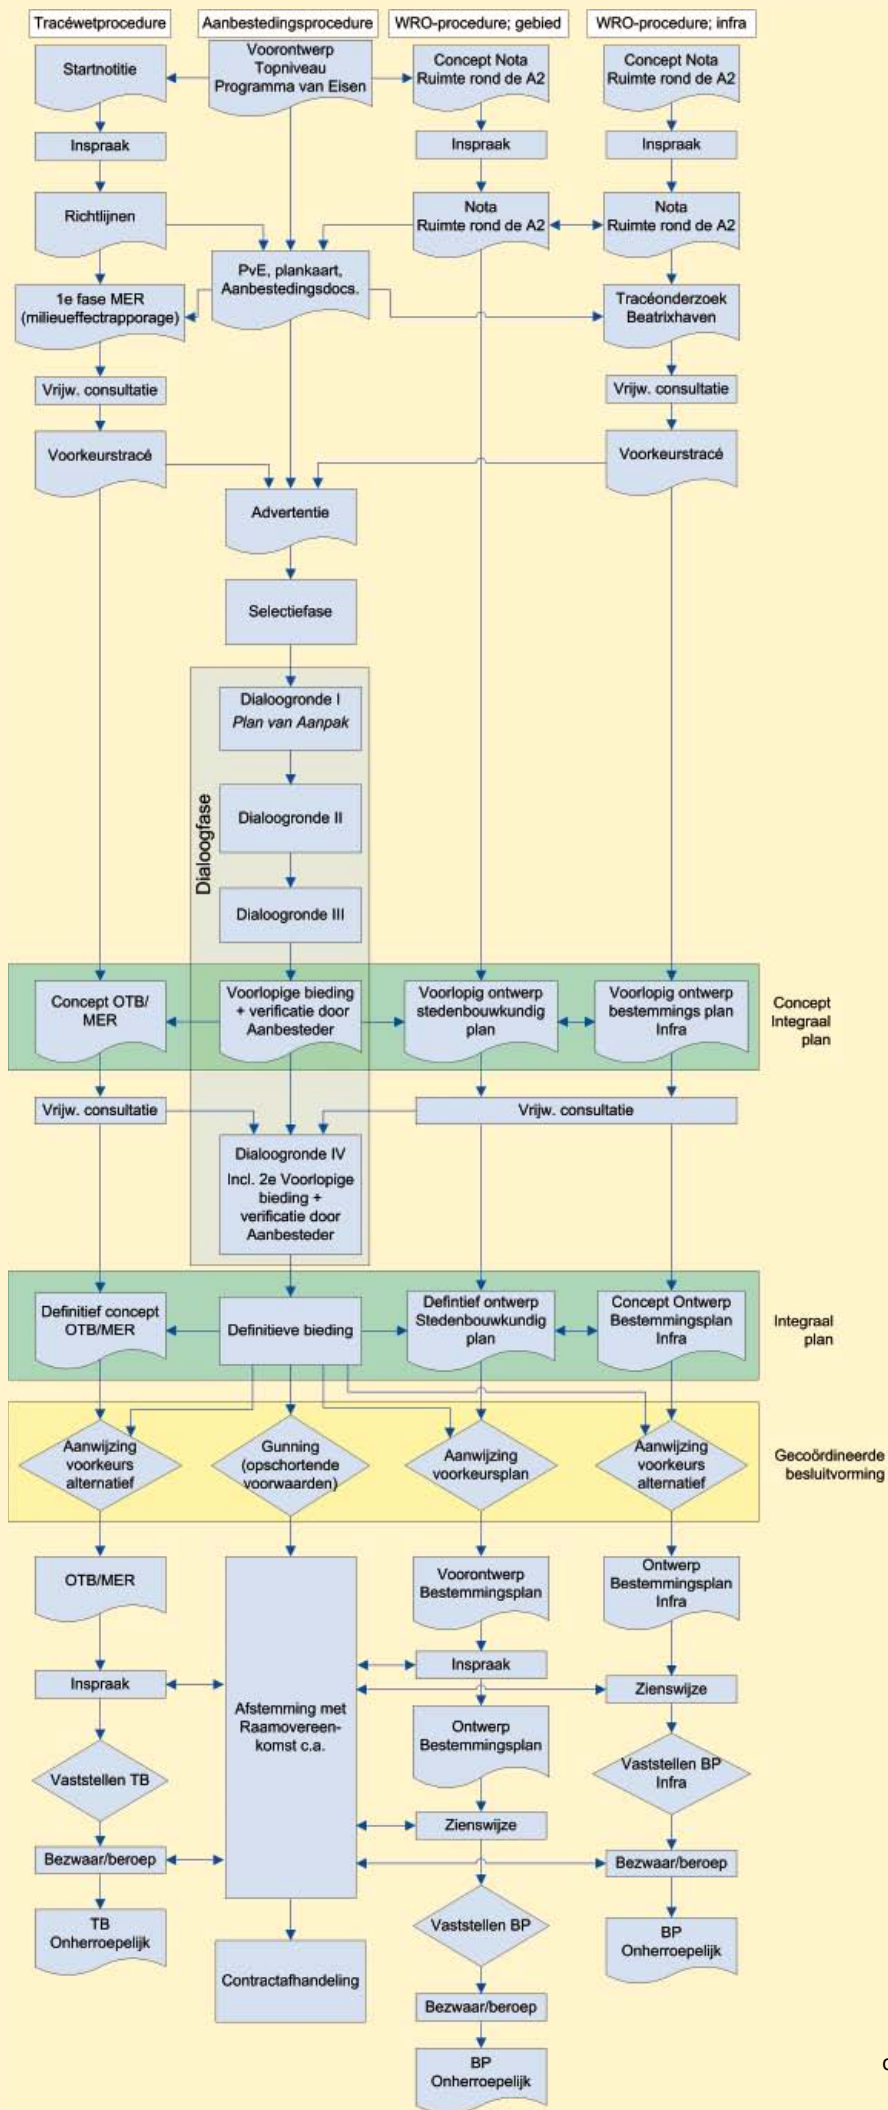 Tracéwetprocedure
Aanbestedingsprocedure
WRO-procedure; gebied
WRO-procedure; infra
Startnotitie
Voorontwerp
Topniveau
Programma van Eisen
Concept Nota
Ruimte rond de A2
Concept Nota
Ruimte rond de A2
Inspraak
Inspraak
Inspraak
Richtlijnen
Nota
Ruimte rond de A2
Nota
Ruimte rond de A2
PvE, plankaart,
Aanbestedingsdocs.
1e fase MER
(milieueffectrapporage)
Tracéonderzoek
Beatrixhaven
Vrijw. consultatie
Vrijw. consultatie
Voorkeurstracé
Voorkeurstracé
Advertentie
Selectiefase
Dialoogfase
Dialoogronde I
Plan van Aanpak
Dialoogronde II
Dialoogronde III
Concept OTB/
MER
Voorlopige bieding
+ verificatie door
Aanbesteder
Voorlopig ontwerp
stedenbouwkundig
plan
Voorlopig ontwerp
bestemmings plan
Infra
Concept
Integraal
plan
Vrijw. consultatie
Vrijw. consultatie
Dialoogronde IV
Incl. 2e Voorlopige
bieding +
verificatie door
Aanbesteder
Definitief concept
OTB/MER
Definitieve bieding
Defintief ontwerp
Stedenbouwkundig
plan
Concept Ontwerp
Bestemmingsplan
Infra
Integraal
plan
Aanwijzing
voorkeurs
alternatief
Gunning
(opschortende
voorwaarden)
Aanwijzing
voorkeursplan
Aanwijzing
voorkeurs
alternatief
Gecoördineerde
besluitvorming
OTB/MER
Voorontwerp
Bestemmingsplan
Ontwerp
Bestemmingsplan
Infra
Inspraak
Inspraak
Zienswijze
Afstemming met
Raamovereen-
komst c.a.
Ontwerp
Bestemmingsplan
Vaststellen TB
Vaststellen BP
Infra
Zienswijze
Bezwaar/beroep
Bezwaar/beroep
TB
Onherroepelijk
Vaststellen BP
BP
Onherroepelijk
Contractafhandeling
Bezwaar/beroep
BP
Onherroepelijk